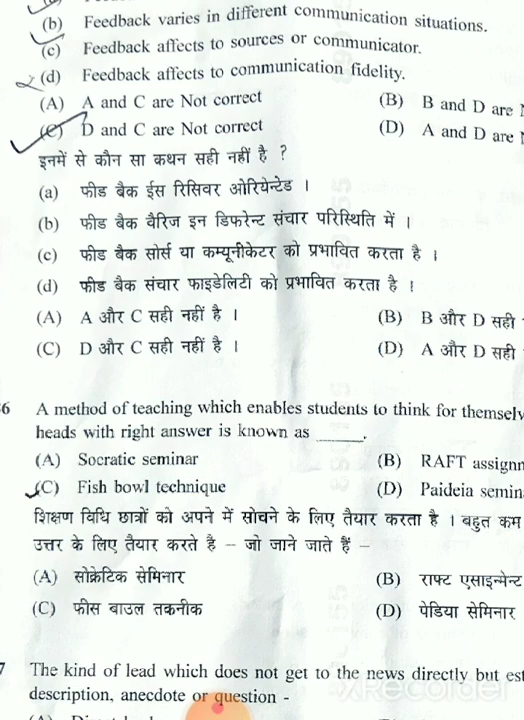 (b) Feedback varies in different communication situations.
(c) Feedback affects to sources or communicator.
(d) Feedback affects to communication fidelity.
(A) A and C are Not correct (B) B and D are
(C) D and C are Not correct (D) A and D are
इनमें से कौन सा कथन सही नहीं है ?
(a) फीड बैक ईस रिसिवर ओरियेन्टेड ।
(b) फीड बैक वैरिज इन डिफरेन्ट संचार परिस्थिति में ।
(c) फीड बैक सोर्स या कम्यूनीकेटर को प्रभावित करता है ।
(d) फीड बैक संचार फाइडेलिटी को प्रभावित करता है ।
(A) A और C सही नहीं है । (B) B और D सही
(C) D और C सही नहीं है । (D) A और D सही
6 A method of teaching which enables students to think for themselv
heads with right answer is known as ______.
(A) Socratic seminar (B) RAFT assignm
(C) Fish bowl technique (D) Paideia semin
शिक्षण विधि छात्रों को अपने में सोचने के लिए तैयार करता है । बहुत कम
उत्तर के लिए तैयार करते है – जो जाने जाते हैं –
(A) सोक्रेटिक सेमिनार (B) राफ्ट एसाइन्मेन्ट
(C) फीस बाउल तकनीक (D) पेडिया सेमिनार
7 The kind of lead which does not get to the news directly but est
description, anecdote or question -
XRecorder